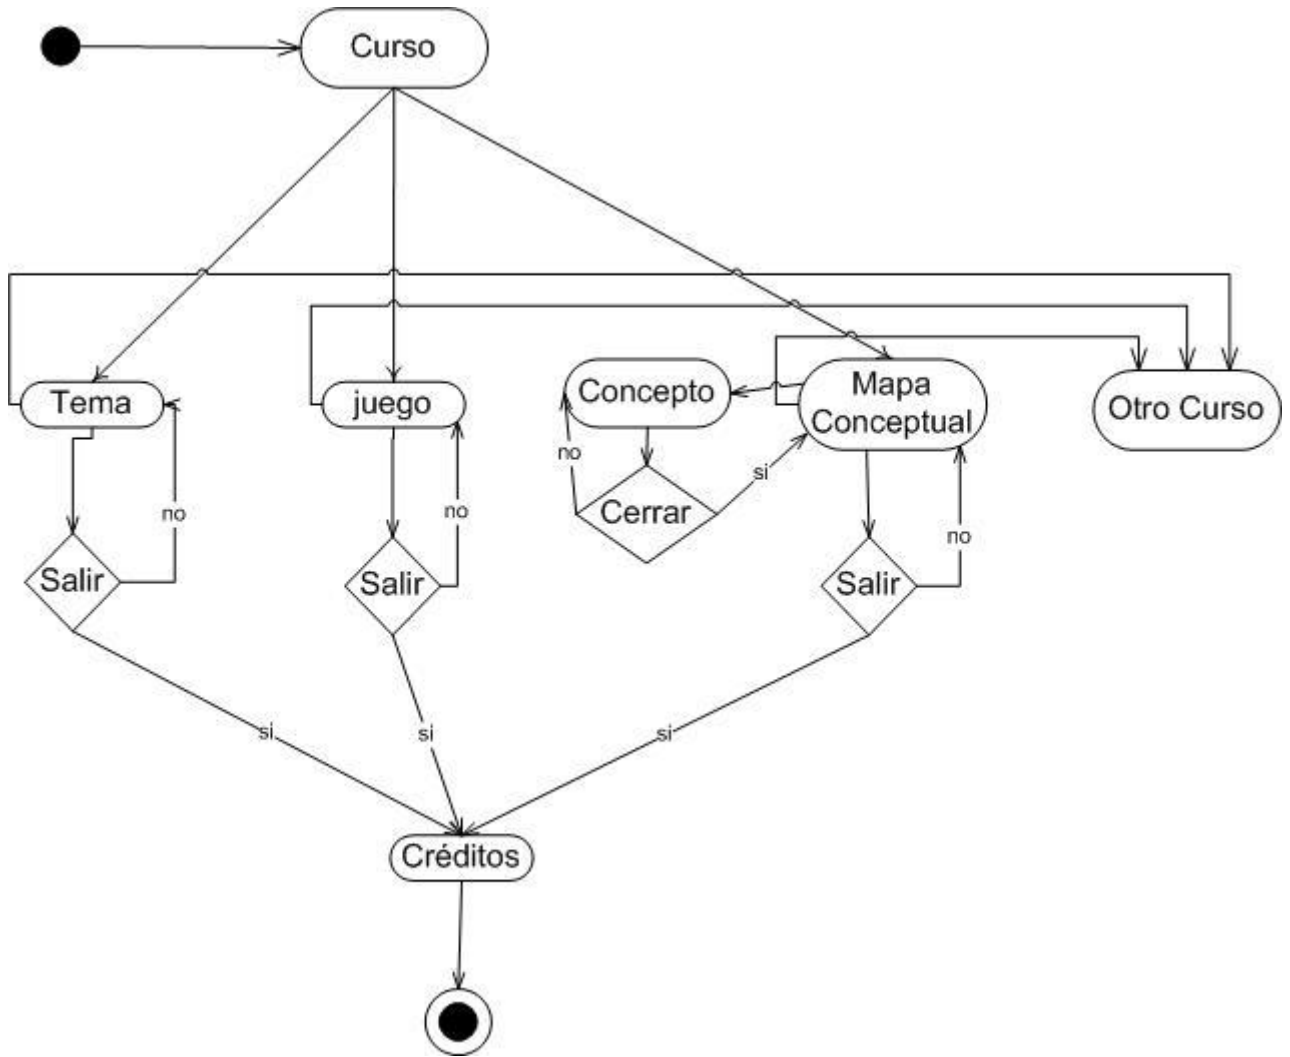 Curso
Tema
juego
Concepto
Mapa
Conceptual
Otro Curso
no
no
no
si
no
Salir
Salir
Cerrar
Salir
si
si
si
Créditos